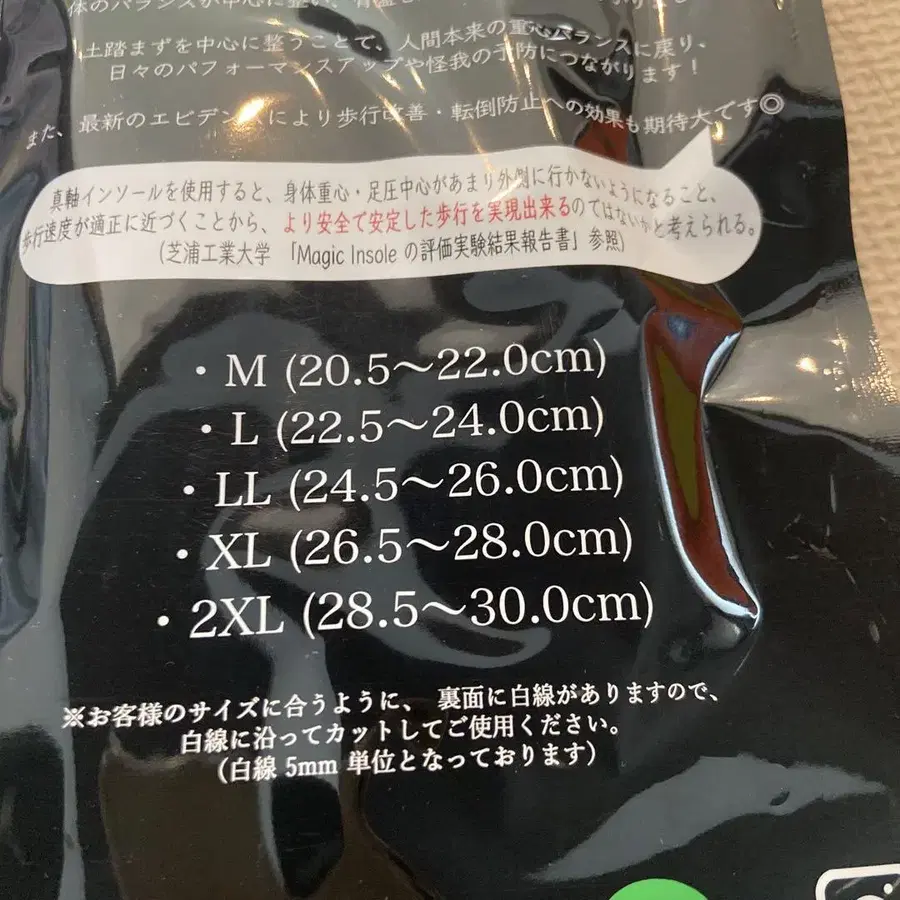 体のバランスが中心に整い、
土踏まずを中心に整うことで、人間本来の重心バランスに戻り、
日々のパフォーマンスアップや怪我の予防につながります！
また、最新のエビデンスにより歩行改善・転倒防止への効果も期待大です◎
真軸インソールを使用すると、身体重心・足圧中心があまり外側に行かないようになること、
歩行速度が適正に近づくことから、より安全で安定した歩行を実現出来るのではないかと考えられる。
(芝浦工業大学 「Magic Insole の評価実験結果報告書」参照)
・M (20.5～22.0cm)
・L (22.5～24.0cm)
・LL (24.5～26.0cm)
・XL (26.5～28.0cm)
・2XL (28.5～30.0cm)
※お客様のサイズに合うように、 裏面に白線がありますので、
白線に沿ってカットしてご使用ください。
（白線 5mm 単位となっております）